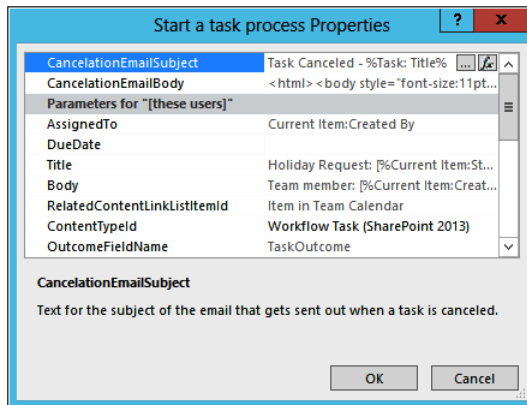 Start a task process Properties
? x
CancelationEmailSubject Task Canceled - %Task: Title% ... fx
CancelationEmailBody <html><body style="font-size:11pt...
Parameters for "[these users]"
AssignedTo Current Item:Created By
DueDate
Title Holiday Request: [%Current Item:St...
Body Team member: [%Current Item:Creat...
RelatedContentLinkListItemId Item in Team Calendar
ContentTypeId Workflow Task (SharePoint 2013)
OutcomeFieldName TaskOutcome
CancelationEmailSubject
Text for the subject of the email that gets sent out when a task is canceled.
OK Cancel